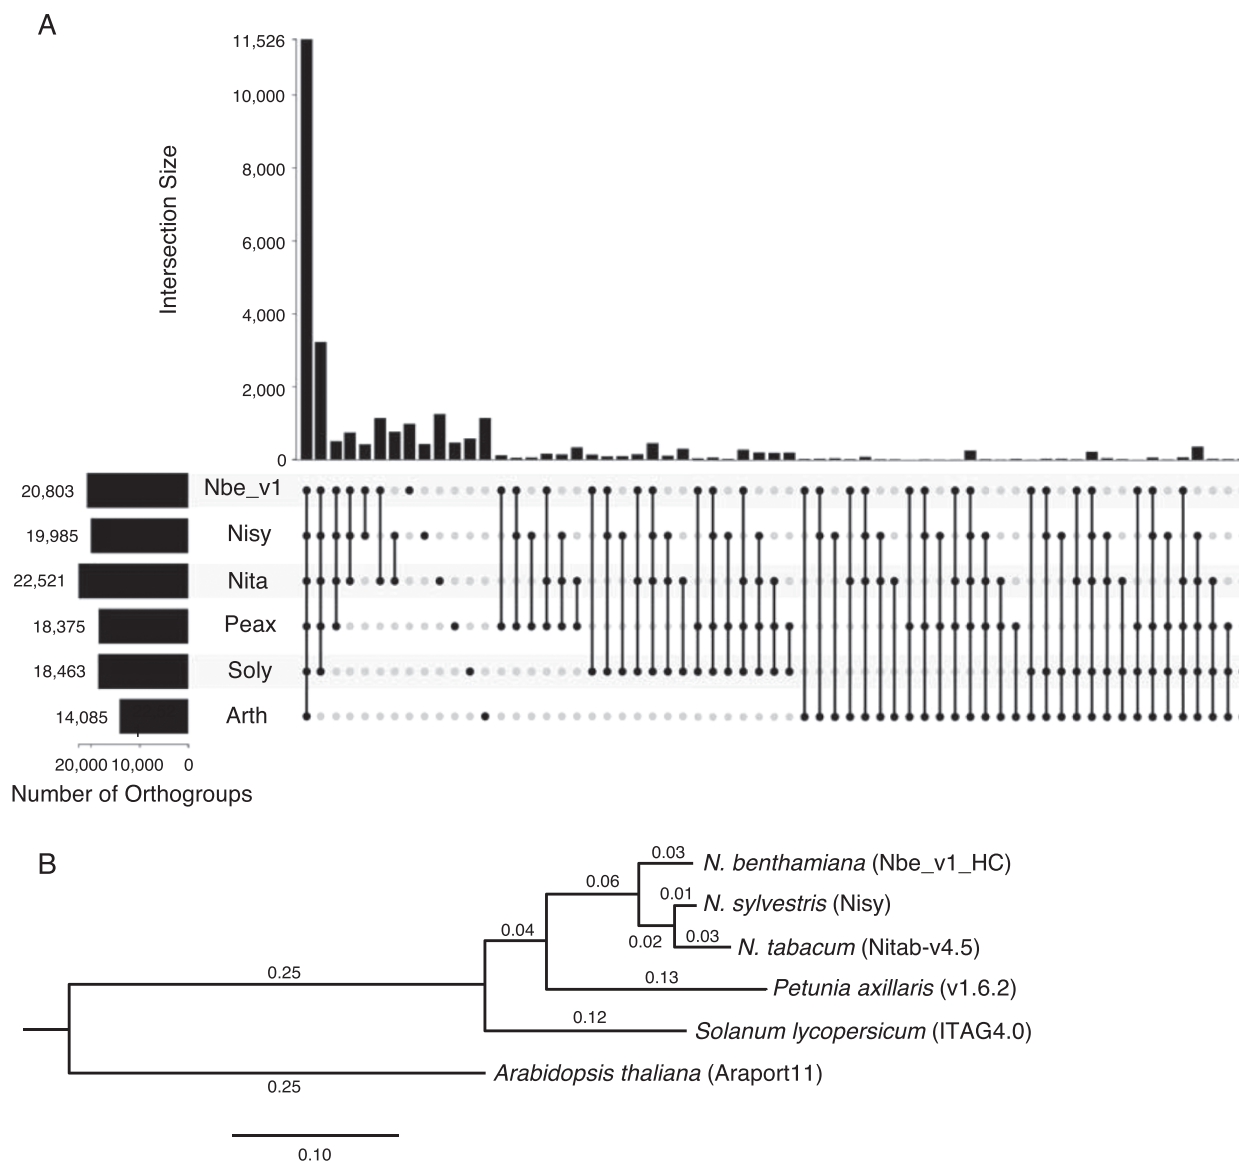 A
11,526
10,000
8,000
6,000
4,000
2,000
0
Intersection Size
20,803 Nbe_v1
19,985 Nisy
22,521 Nita
18,375 Peax
18,463 Soly
14,085 Arth
20,000 10,000 0
Number of Orthogroups
B
0.03 N. benthamiana (Nbe_v1_HC)
0.06
0.01 N. sylvestris (Nisy)
0.04
0.02 0.03 N. tabacum (Nitab-v4.5)
0.25
0.13 Petunia axillaris (v1.6.2)
0.12 Solanum lycopersicum (ITAG4.0)
0.25 Arabidopsis thaliana (Araport11)
0.10